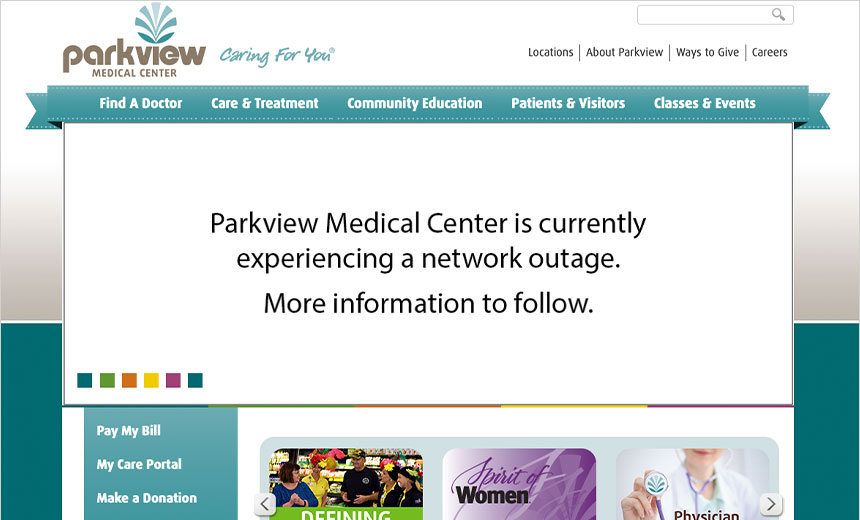 parkview
MEDICAL CENTER
Caring For You®
Locations
About Parkview
Ways to Give
Careers
Find A Doctor
Care & Treatment
Community Education
Patients & Visitors
Classes & Events
Parkview Medical Center is currently
experiencing a network outage.
More information to follow.
Pay My Bill
My Care Portal
Make a Donation
DEFINING
Spirit of
Women
Physician